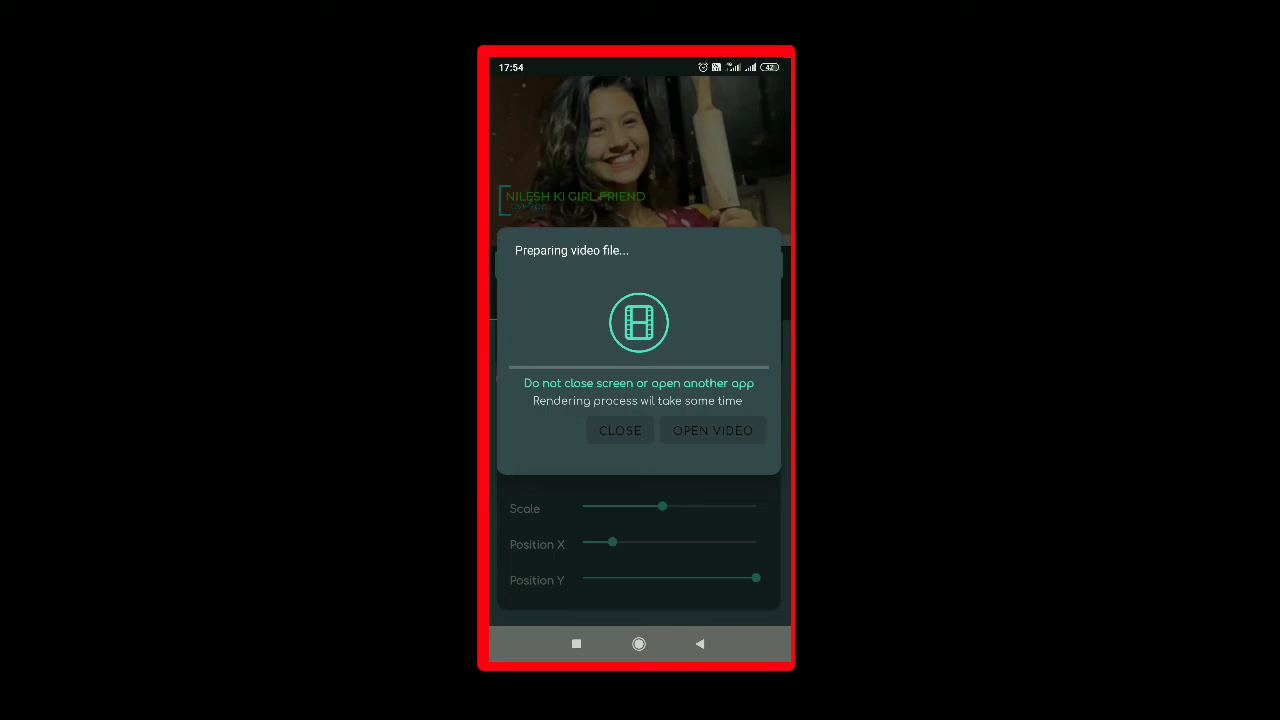 17:54
42
NILESH KI GIRL FRIEND
Preparing video file...
Do not close screen or open another app
Rendering process wil take some time
CLOSE
OPEN VIDEO
Scale
Position X
Position Y